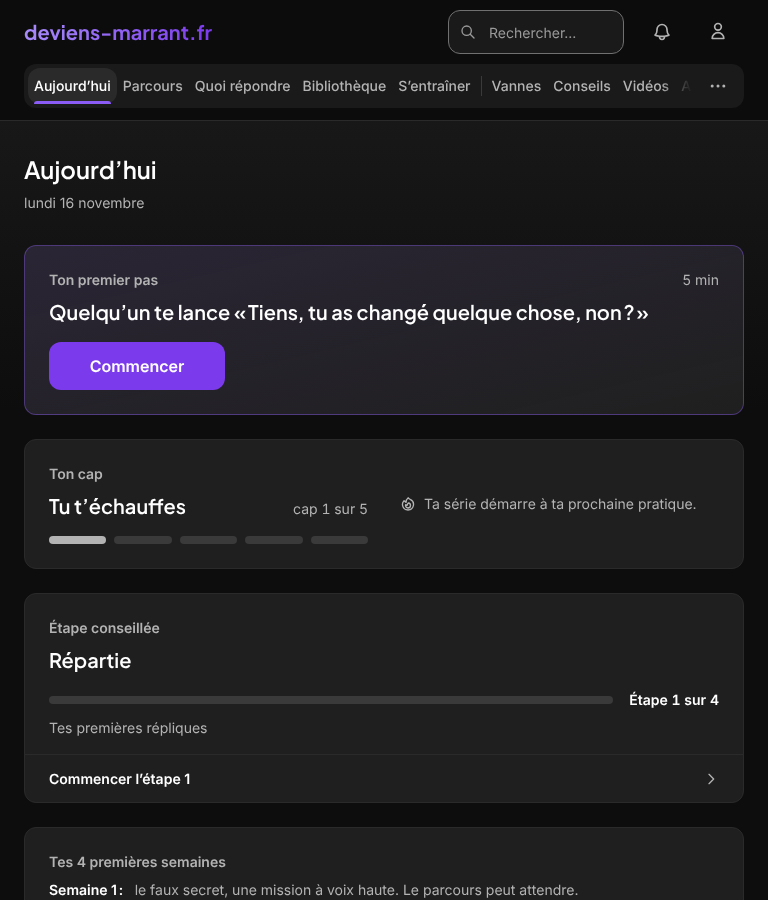 deviens-marrant.fr
Rechercher...
Aujourd’hui Parcours Quoi répondre Bibliothèque S’entraîner Vannes Conseils Vidéos A
Aujourd’hui
lundi 16 novembre
Ton premier pas 5 min
Quelqu’un te lance « Tiens, tu as changé quelque chose, non ? »
Commencer
Ton cap
Tu t’échauffes cap 1 sur 5 Ta série démarre à ta prochaine pratique.
Étape conseillée
Répartie
Étape 1 sur 4
Tes premières répliques
Commencer l’étape 1
Tes 4 premières semaines
Semaine 1 : le faux secret, une mission à voix haute. Le parcours peut attendre.